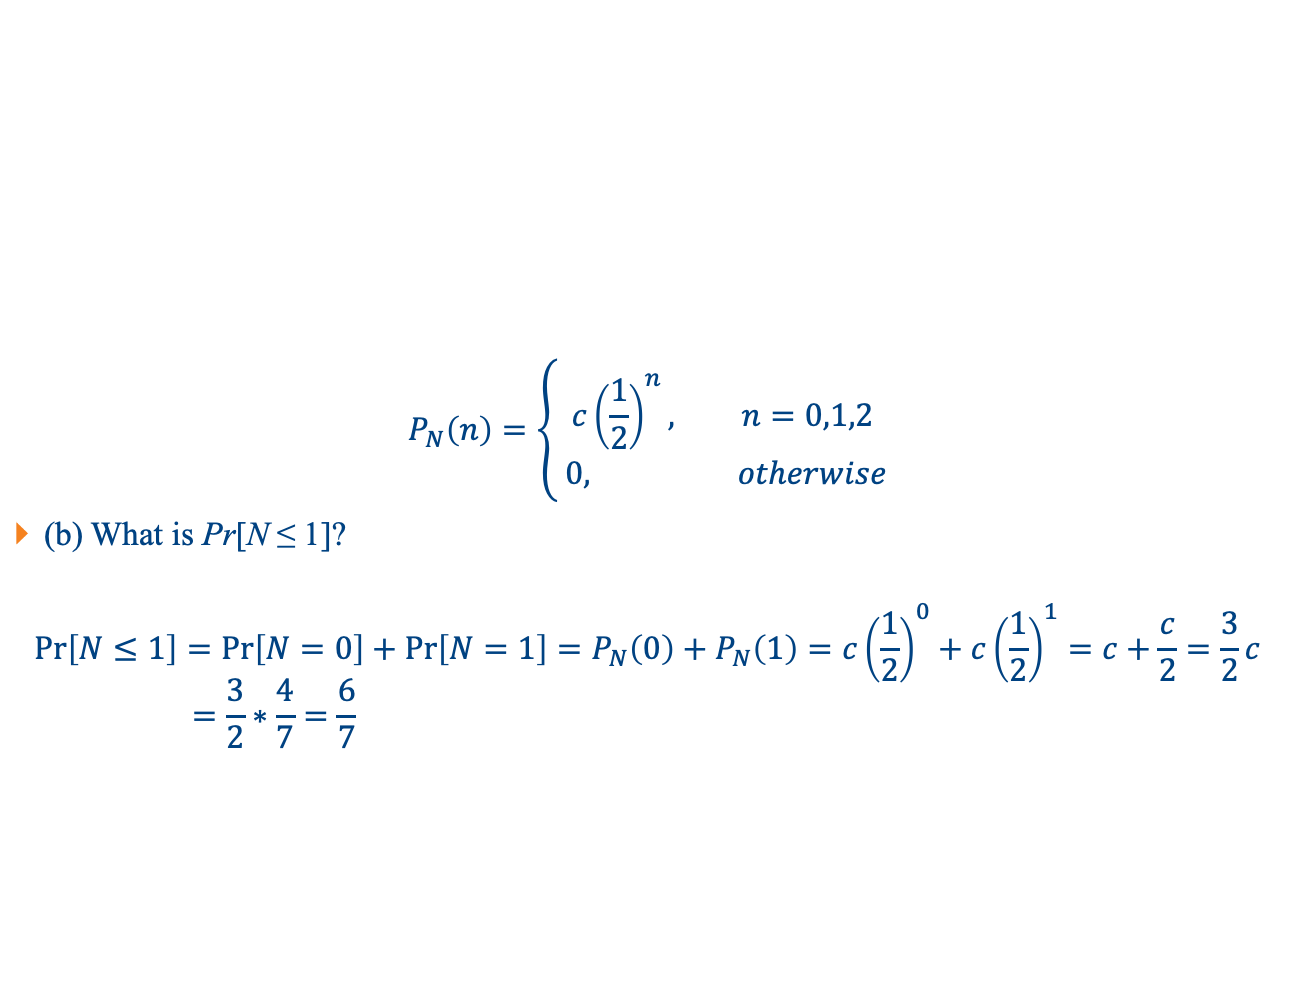 P_N(n) = { c(1/2)^n, n = 0,1,2
0, otherwise
(b) What is Pr[N ≤ 1]?
Pr[N ≤ 1] = Pr[N = 0] + Pr[N = 1] = P_N(0) + P_N(1) = c(1/2)^0 + c(1/2)^1 = c + c/2 = 3/2 c
= 3/2 * 4/7 = 6/7